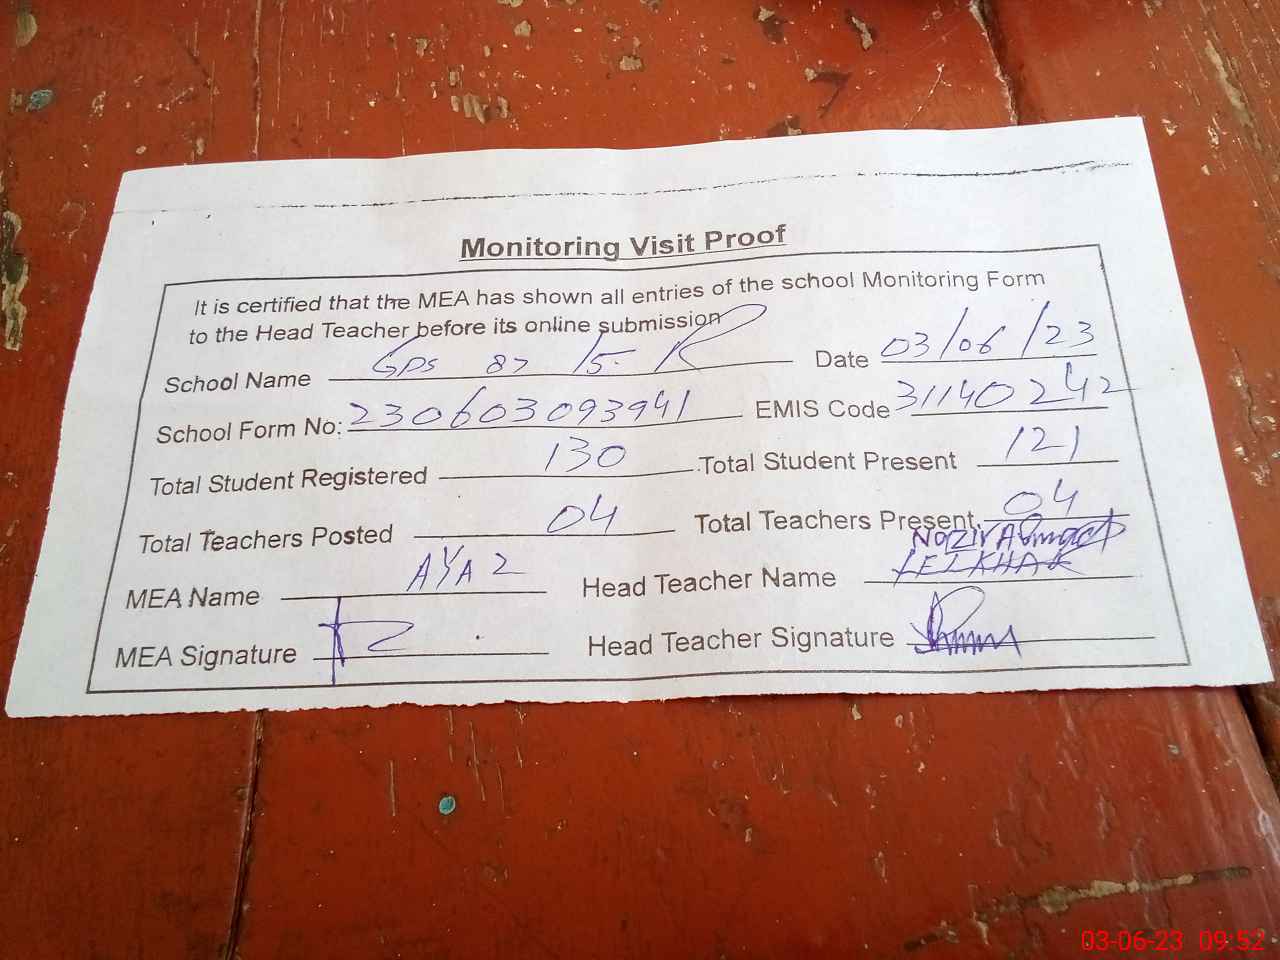 Monitoring Visit Proof
It is certified that the MEA has shown all entries of the school Monitoring Form
to the Head Teacher before its online submission
School Name GPS 87 /5-R Date 03/06/23
School Form No: 230603093941 EMIS Code 31140242
Total Student Registered 130 Total Student Present 121
Total Teachers Posted 04 Total Teachers Present 04
MEA Name AYAZ Head Teacher Name Nazir Ahmad
MEA Signature Head Teacher Signature
03-06-23 09:52